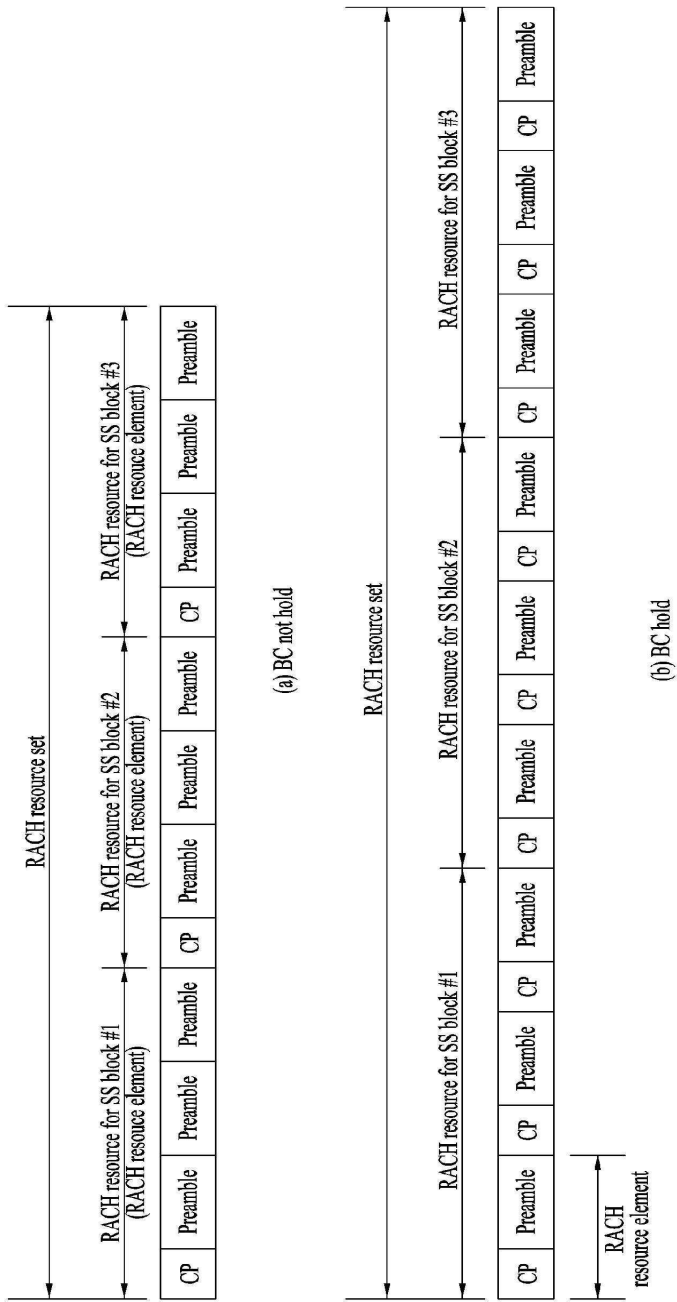 RACH resource set
RACH resource for SS block #1
(RACH resouce element)
RACH resource for SS block #2
(RACH resouce element)
RACH resource for SS block #3
(RACH resouce element)
CP Preamble Preamble Preamble CP Preamble Preamble Preamble CP Preamble Preamble Preamble
(a) BC not hold
RACH resource set
RACH resource for SS block #1 RACH resource for SS block #2 RACH resource for SS block #3
CP Preamble CP Preamble CP Preamble CP Preamble CP Preamble CP Preamble CP Preamble CP Preamble CP Preamble
RACH
resource element
(b) BC hold